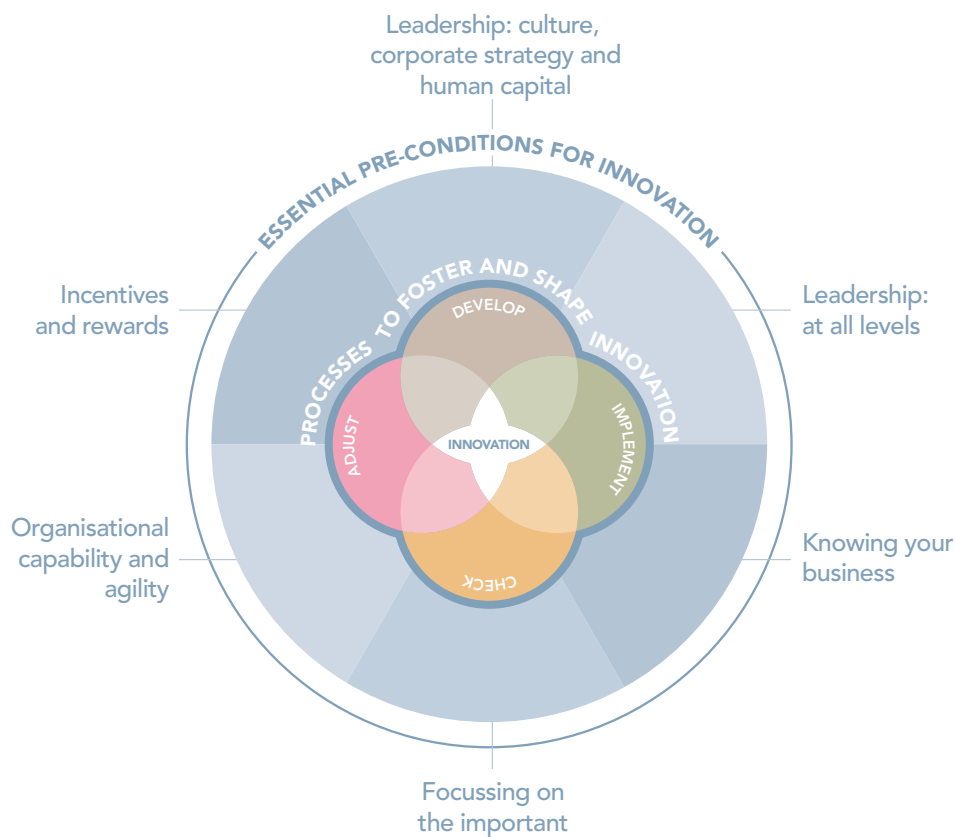 Leadership: culture,
corporate strategy and
human capital
ESSENTIAL PRE-CONDITIONS FOR INNOVATION
Incentives
and rewards
Leadership:
at all levels
PROCESSES TO FOSTER AND SHAPE INNOVATION
DEVELOP
ADJUST
INNOVATION
IMPLEMENT
CHECK
Organisational
capability and
agility
Knowing your
business
Focussing on
the important